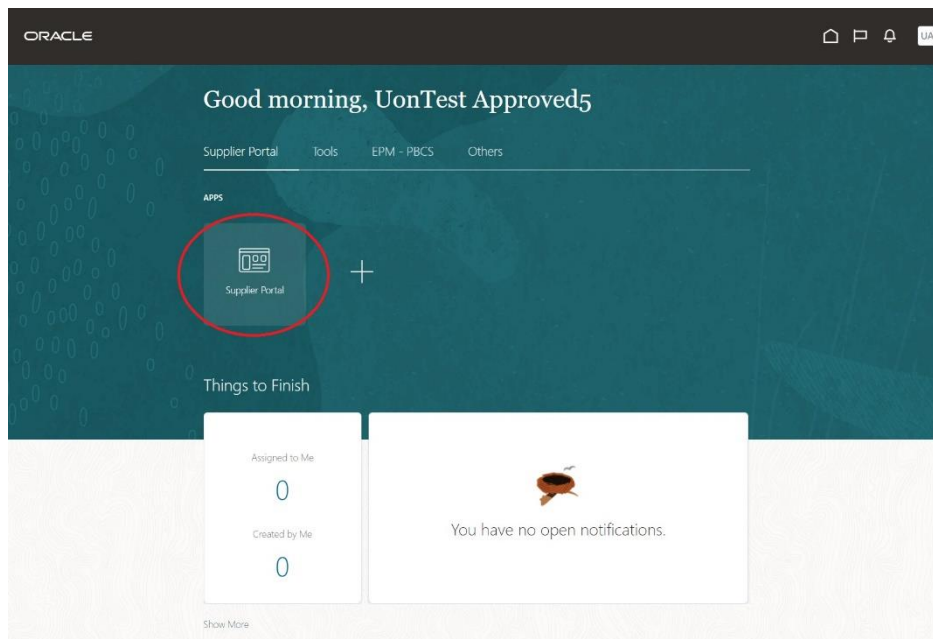 ORACLE
UA
Good morning, UonTest Approved5
Supplier Portal Tools EPM - PBCS Others
APPS
Supplier Portal
Things to Finish
Assigned to Me
0
Created by Me
0
You have no open notifications.
Show More